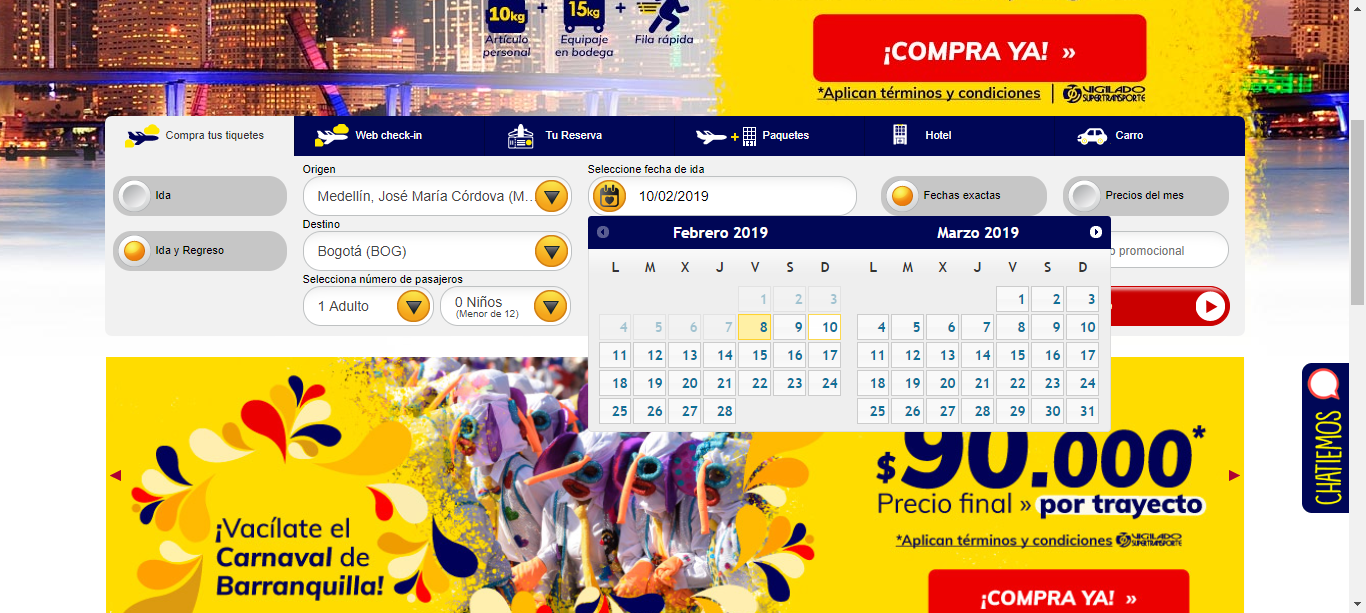 10kg + 15kg +
Artículo personal
Equipaje en bodega
Fila rápida
¡COMPRA YA! »
*Aplican términos y condiciones | VIGILADO SUPERTRANSPORTE
Compra tus tiquetes
Web check-in
Tu Reserva
+ Paquetes
Hotel
Carro
Ida
Ida y Regreso
Origen
Medellín, José María Córdova (M...
Destino
Bogotá (BOG)
Selecciona número de pasajeros
1 Adulto
0 Niños
(Menor de 12)
Seleccione fecha de ida
10/02/2019
Fechas exactas
Precios del mes
o promocional
Febrero 2019
L M X J V S D
1 2 3
4 5 6 7 8 9 10
11 12 13 14 15 16 17
18 19 20 21 22 23 24
25 26 27 28
Marzo 2019
L M X J V S D
1 2 3
4 5 6 7 8 9 10
11 12 13 14 15 16 17
18 19 20 21 22 23 24
25 26 27 28 29 30 31
¡Vacílate el
Carnaval de
Barranquilla!
$90.000*
Precio final » por trayecto
*Aplican términos y condiciones VIGILADO SUPERTRANSPORTE
¡COMPRA YA! »
CHATIEMOS